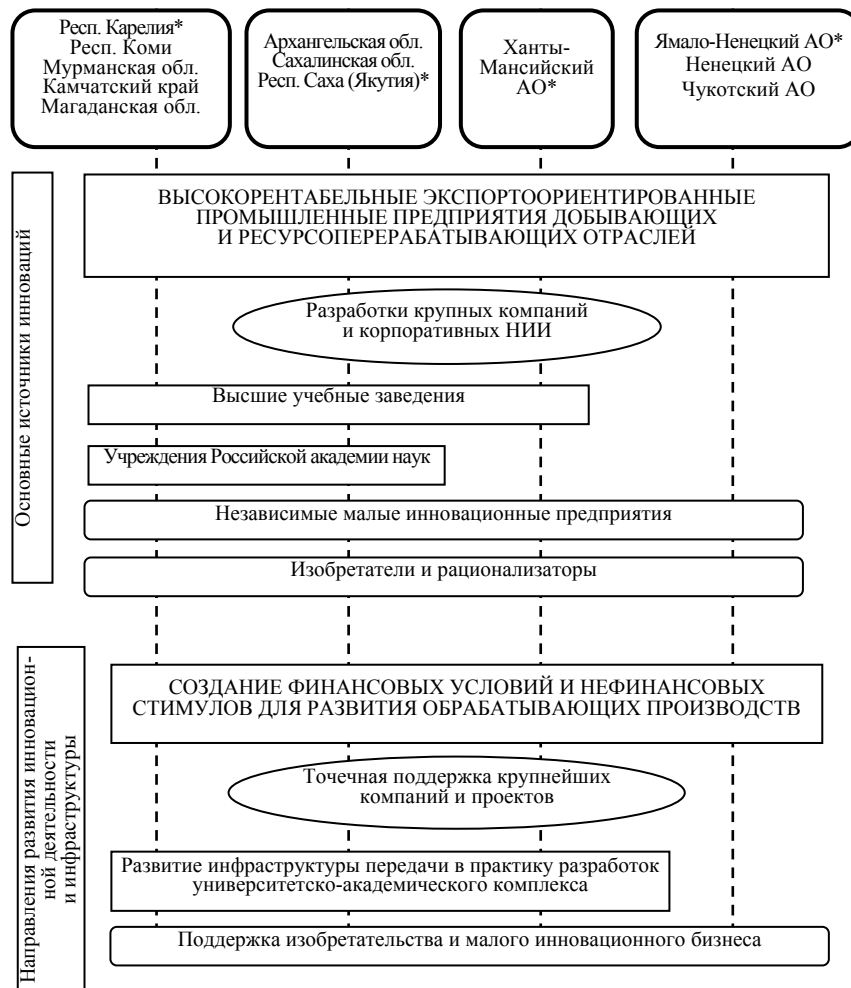 Респ. Карелия*
Респ. Коми
Мурманская обл.
Камчатский край
Магаданская обл.
Архангельская обл.
Сахалинская обл.
Респ. Саха (Якутия)*
Ханты-
Мансийский
АО*
Ямало-Ненецкий АО*
Ненецкий АО
Чукотский АО
Основные источники инноваций
ВЫСОКОРЕНТАБЕЛЬНЫЕ ЭКСПОРТООРИЕНТИРОВАННЫЕ
ПРОМЫШЛЕННЫЕ ПРЕДПРИЯТИЯ ДОБЫВАЮЩИХ
И РЕСУРСОПЕРЕРАБАТЫВАЮЩИХ ОТРАСЛЕЙ
Разработки крупных компаний
и корпоративных НИИ
Высшие учебные заведения
Учреждения Российской академии наук
Независимые малые инновационные предприятия
Изобретатели и рационализаторы
Направления развития инновацион-
ной деятельности
и инфраструктуры
СОЗДАНИЕ ФИНАНСОВЫХ УСЛОВИЙ И НЕФИНАНСОВЫХ
СТИМУЛОВ ДЛЯ РАЗВИТИЯ ОБРАБАТЫВАЮЩИХ ПРОИЗВОДСТВ
Точечная поддержка крупнейших
компаний и проектов
Развитие инфраструктуры передачи в практику разработок
университетско-академического комплекса
Поддержка изобретательства и малого инновационного бизнеса